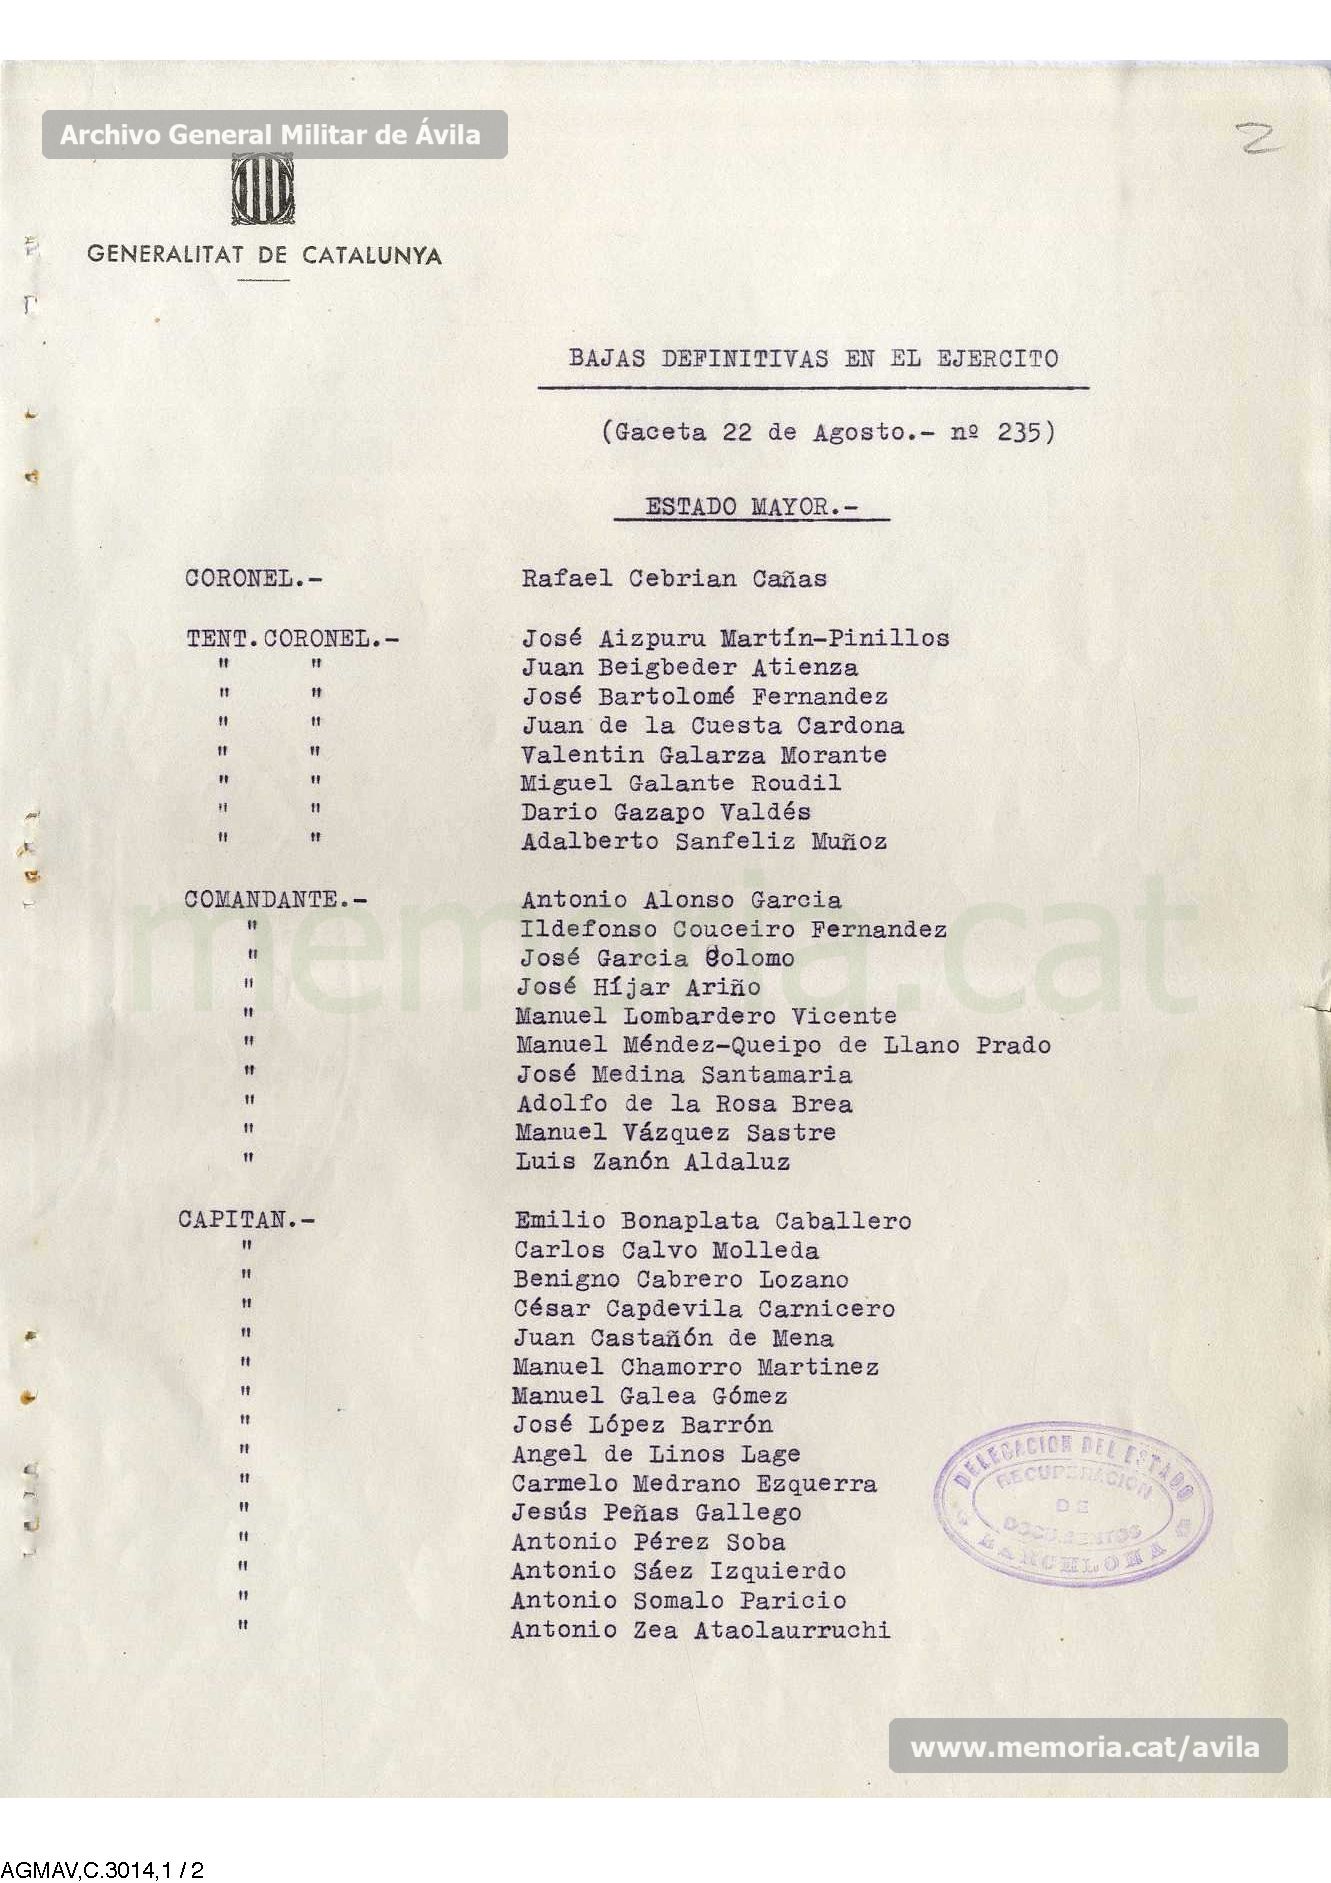 Archivo General Militar de Ávila
2
GENERALITAT DE CATALUNYA
BAJAS DEFINITIVAS EN EL EJERCITO
(Gaceta 22 de Agosto.- nº 235)
ESTADO MAYOR.-
CORONEL.- Rafael Cebrian Cañas
TENT.CORONEL.- José Aizpuru Martín-Pinillos
" " Juan Beigbeder Atienza
" " José Bartolomé Fernandez
" " Juan de la Cuesta Cardona
" " Valentin Galarza Morante
" " Miguel Galante Roudil
" " Dario Gazapo Valdés
" " Adalberto Sanfeliz Muñoz
COMANDANTE.- Antonio Alonso Garcia
" Ildefonso Couceiro Fernandez
" José Garcia Colomo
" José Híjar Ariño
" Manuel Lombardero Vicente
" Manuel Méndez-Queipo de Llano Prado
" José Medina Santamaria
" Adolfo de la Rosa Brea
" Manuel Vázquez Sastre
" Luis Zanón Aldaluz
memoria.cat
CAPITAN.- Emilio Bonaplata Caballero
" Carlos Calvo Molleda
" Benigno Cabrero Lozano
" César Capdevila Carnicero
" Juan Castañón de Mena
" Manuel Chamorro Martinez
" Manuel Galea Gómez
" José López Barrón
" Angel de Linos Lage
" Carmelo Medrano Ezquerra
" Jesús Peñas Gallego
" Antonio Pérez Soba
" Antonio Sáez Izquierdo
" Antonio Somalo Paricio
" Antonio Zea Ataolaurruchi
DELEGACION DEL ESTADO
RECUPERACION
DE
DOCUMENTOS
BARCELONA
www.memoria.cat/avila
AGMAV,C.3014,1 / 2